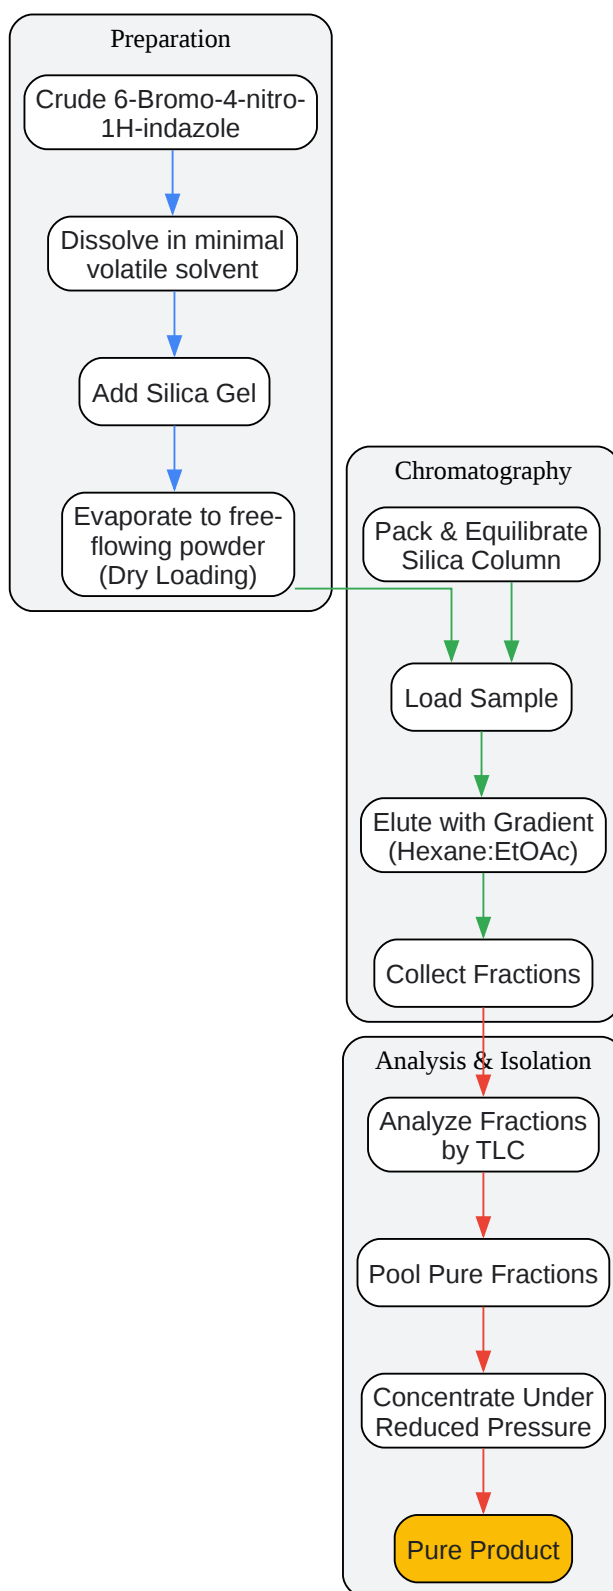 Preparation
Crude 6-Bromo-4-nitro-
1H-indazole
Dissolve in minimal
volatile solvent
Add Silica Gel
Evaporate to free-
flowing powder
(Dry Loading)
Chromatography
Pack & Equilibrate
Silica Column
Load Sample
Elute with Gradient
(Hexane:EtOAc)
Collect Fractions
Analysis & Isolation
Analyze Fractions
by TLC
Pool Pure Fractions
Concentrate Under
Reduced Pressure
Pure Product